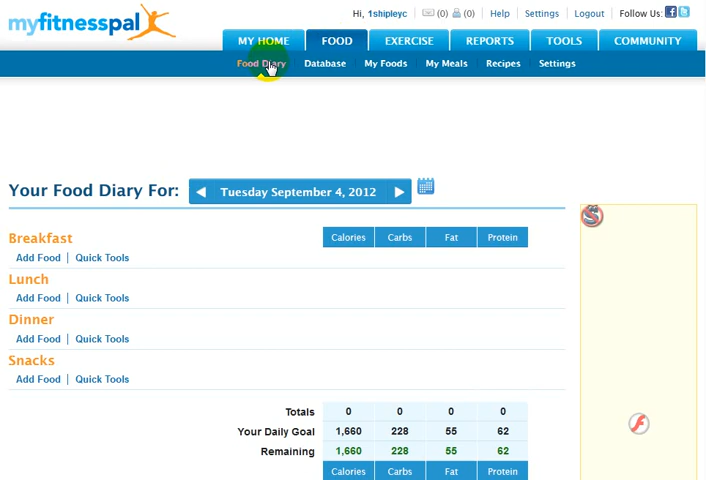 myfitnesspal
Hi, 1shipleyc (0) (0) Help Settings Logout Follow Us:
MY HOME FOOD EXERCISE REPORTS TOOLS COMMUNITY
Food Diary Database My Foods My Meals Recipes Settings
Your Food Diary For: Tuesday September 4, 2012
Breakfast Calories Carbs Fat Protein
Add Food | Quick Tools
Lunch
Add Food | Quick Tools
Dinner
Add Food | Quick Tools
Snacks
Add Food | Quick Tools
Totals 0 0 0 0
Your Daily Goal 1,660 228 55 62
Remaining 1,660 228 55 62
Calories Carbs Fat Protein